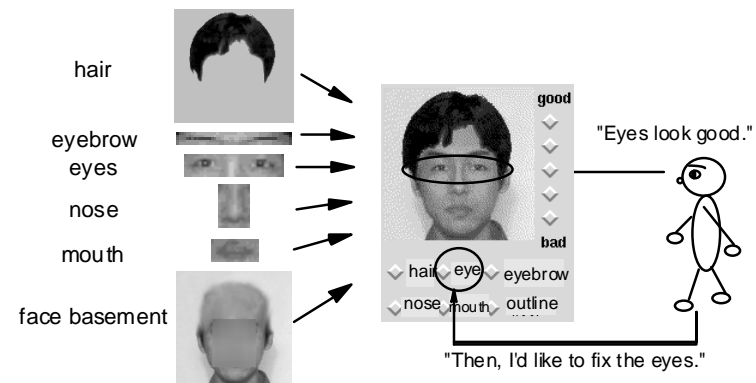 hair
eyebrow
eyes
nose
mouth
face basement
good
bad
hair eye eyebrow
nose mouth outline
"Eyes look good."
"Then, I'd like to fix the eyes."